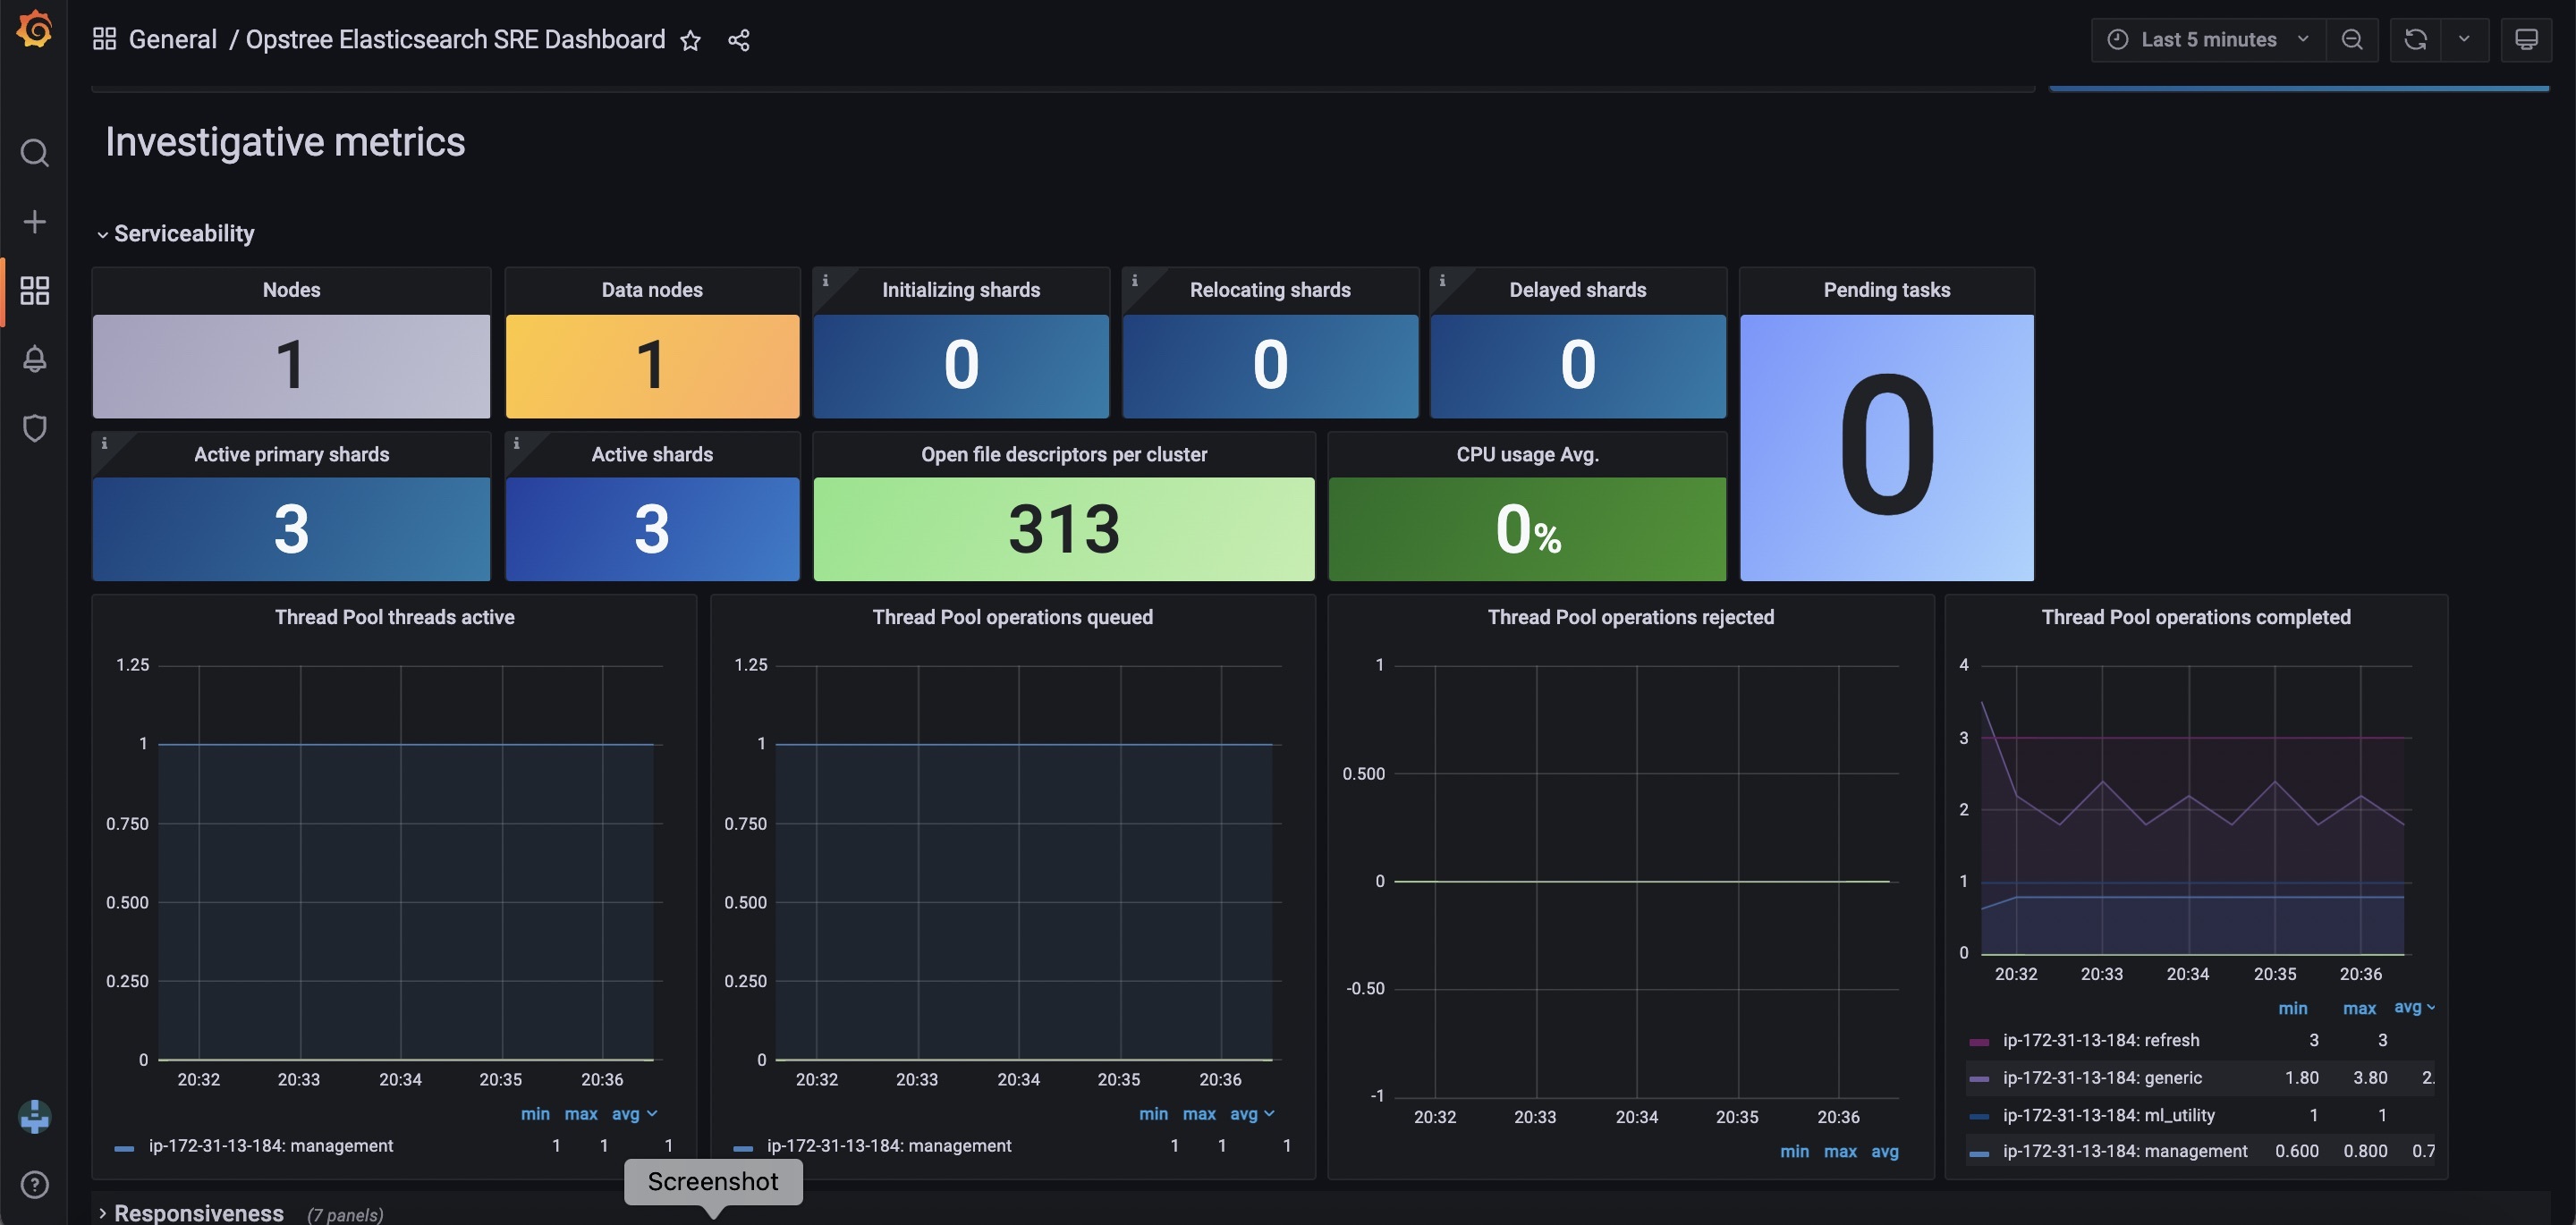 General / Opstree Elasticsearch SRE Dashboard
Last 5 minutes
Investigative metrics
Serviceability
Nodes
1
Data nodes
1
Initializing shards
0
Relocating shards
0
Delayed shards
0
Pending tasks
0
Active primary shards
3
Active shards
3
Open file descriptors per cluster
313
CPU usage Avg.
0%
Thread Pool threads active
1.25
1
0.750
0.500
0.250
0
20:32 20:33 20:34 20:35 20:36
min max avg
ip-172-31-13-184: management 1 1 1
Thread Pool operations queued
1.25
1
0.750
0.500
0.250
0
20:32 20:33 20:34 20:35 20:36
min max avg
ip-172-31-13-184: management 1 1 1
Thread Pool operations rejected
1
0.500
0
-0.50
-1
20:32 20:33 20:34 20:35 20:36
min max avg
Thread Pool operations completed
4
3
2
1
0
20:32 20:33 20:34 20:35 20:36
min max avg
ip-172-31-13-184: refresh 3 3
ip-172-31-13-184: generic 1.80 3.80 2.
ip-172-31-13-184: ml_utility 1 1
ip-172-31-13-184: management 0.600 0.800 0.7
Screenshot
Responsiveness (7 panels)